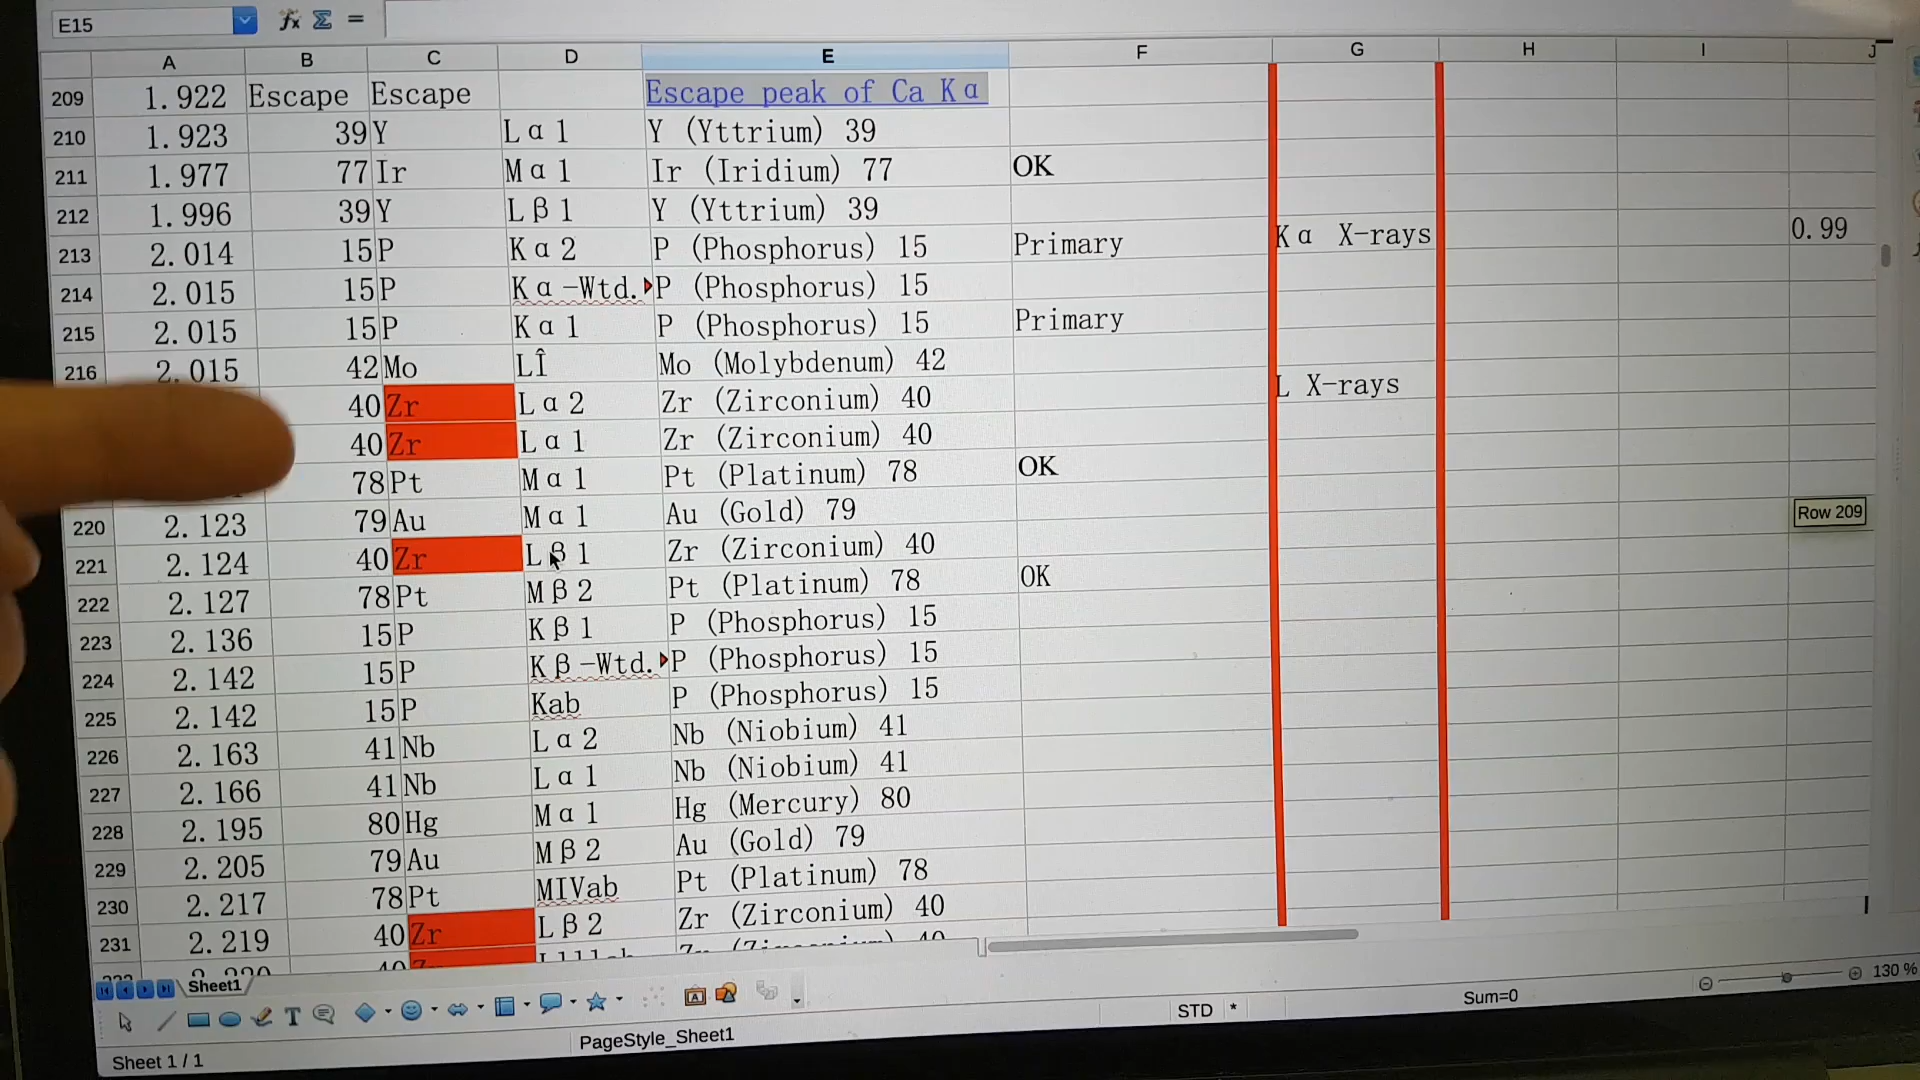 E15 fx Σ =
A B C D E F G H I J
209 1.922 Escape Escape Escape peak of Ca Kα
210 1.923 39 Y Lα1 Y (Yttrium) 39
211 1.977 77 Ir Mα1 Ir (Iridium) 77 OK
212 1.996 39 Y Lβ1 Y (Yttrium) 39
213 2.014 15 P Kα2 P (Phosphorus) 15 Primary Kα X-rays 0.99
214 2.015 15 P Kα-Wtd. P (Phosphorus) 15
215 2.015 15 P Kα1 P (Phosphorus) 15 Primary
216 2.015 42 Mo LÎ Mo (Molybdenum) 42
40 Zr Lα2 Zr (Zirconium) 40 L X-rays
40 Zr Lα1 Zr (Zirconium) 40
78 Pt Mα1 Pt (Platinum) 78 OK
220 2.123 79 Au Mα1 Au (Gold) 79
Row 209
221 2.124 40 Zr Lβ1 Zr (Zirconium) 40
222 2.127 78 Pt Mβ2 Pt (Platinum) 78 OK
223 2.136 15 P Kβ1 P (Phosphorus) 15
224 2.142 15 P Kβ-Wtd. P (Phosphorus) 15
225 2.142 15 P Kab P (Phosphorus) 15
226 2.163 41 Nb Lα2 Nb (Niobium) 41
227 2.166 41 Nb Lα1 Nb (Niobium) 41
228 2.195 80 Hg Mα1 Hg (Mercury) 80
229 2.205 79 Au Mβ2 Au (Gold) 79
230 2.217 78 Pt MIVab Pt (Platinum) 78
231 2.219 40 Zr Lβ2 Zr (Zirconium) 40
Sheet1
130 %
STD * Sum=0
PageStyle_Sheet1
Sheet 1 / 1